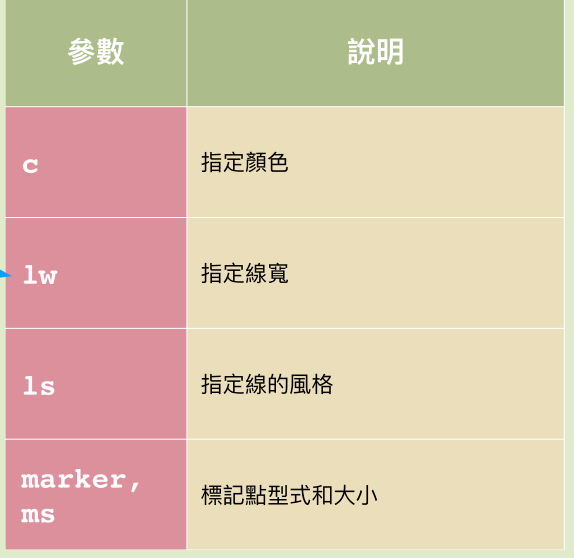 參數 說明
c 指定顏色
lw 指定線寬
ls 指定線的風格
marker,
ms
標記點型式和大小